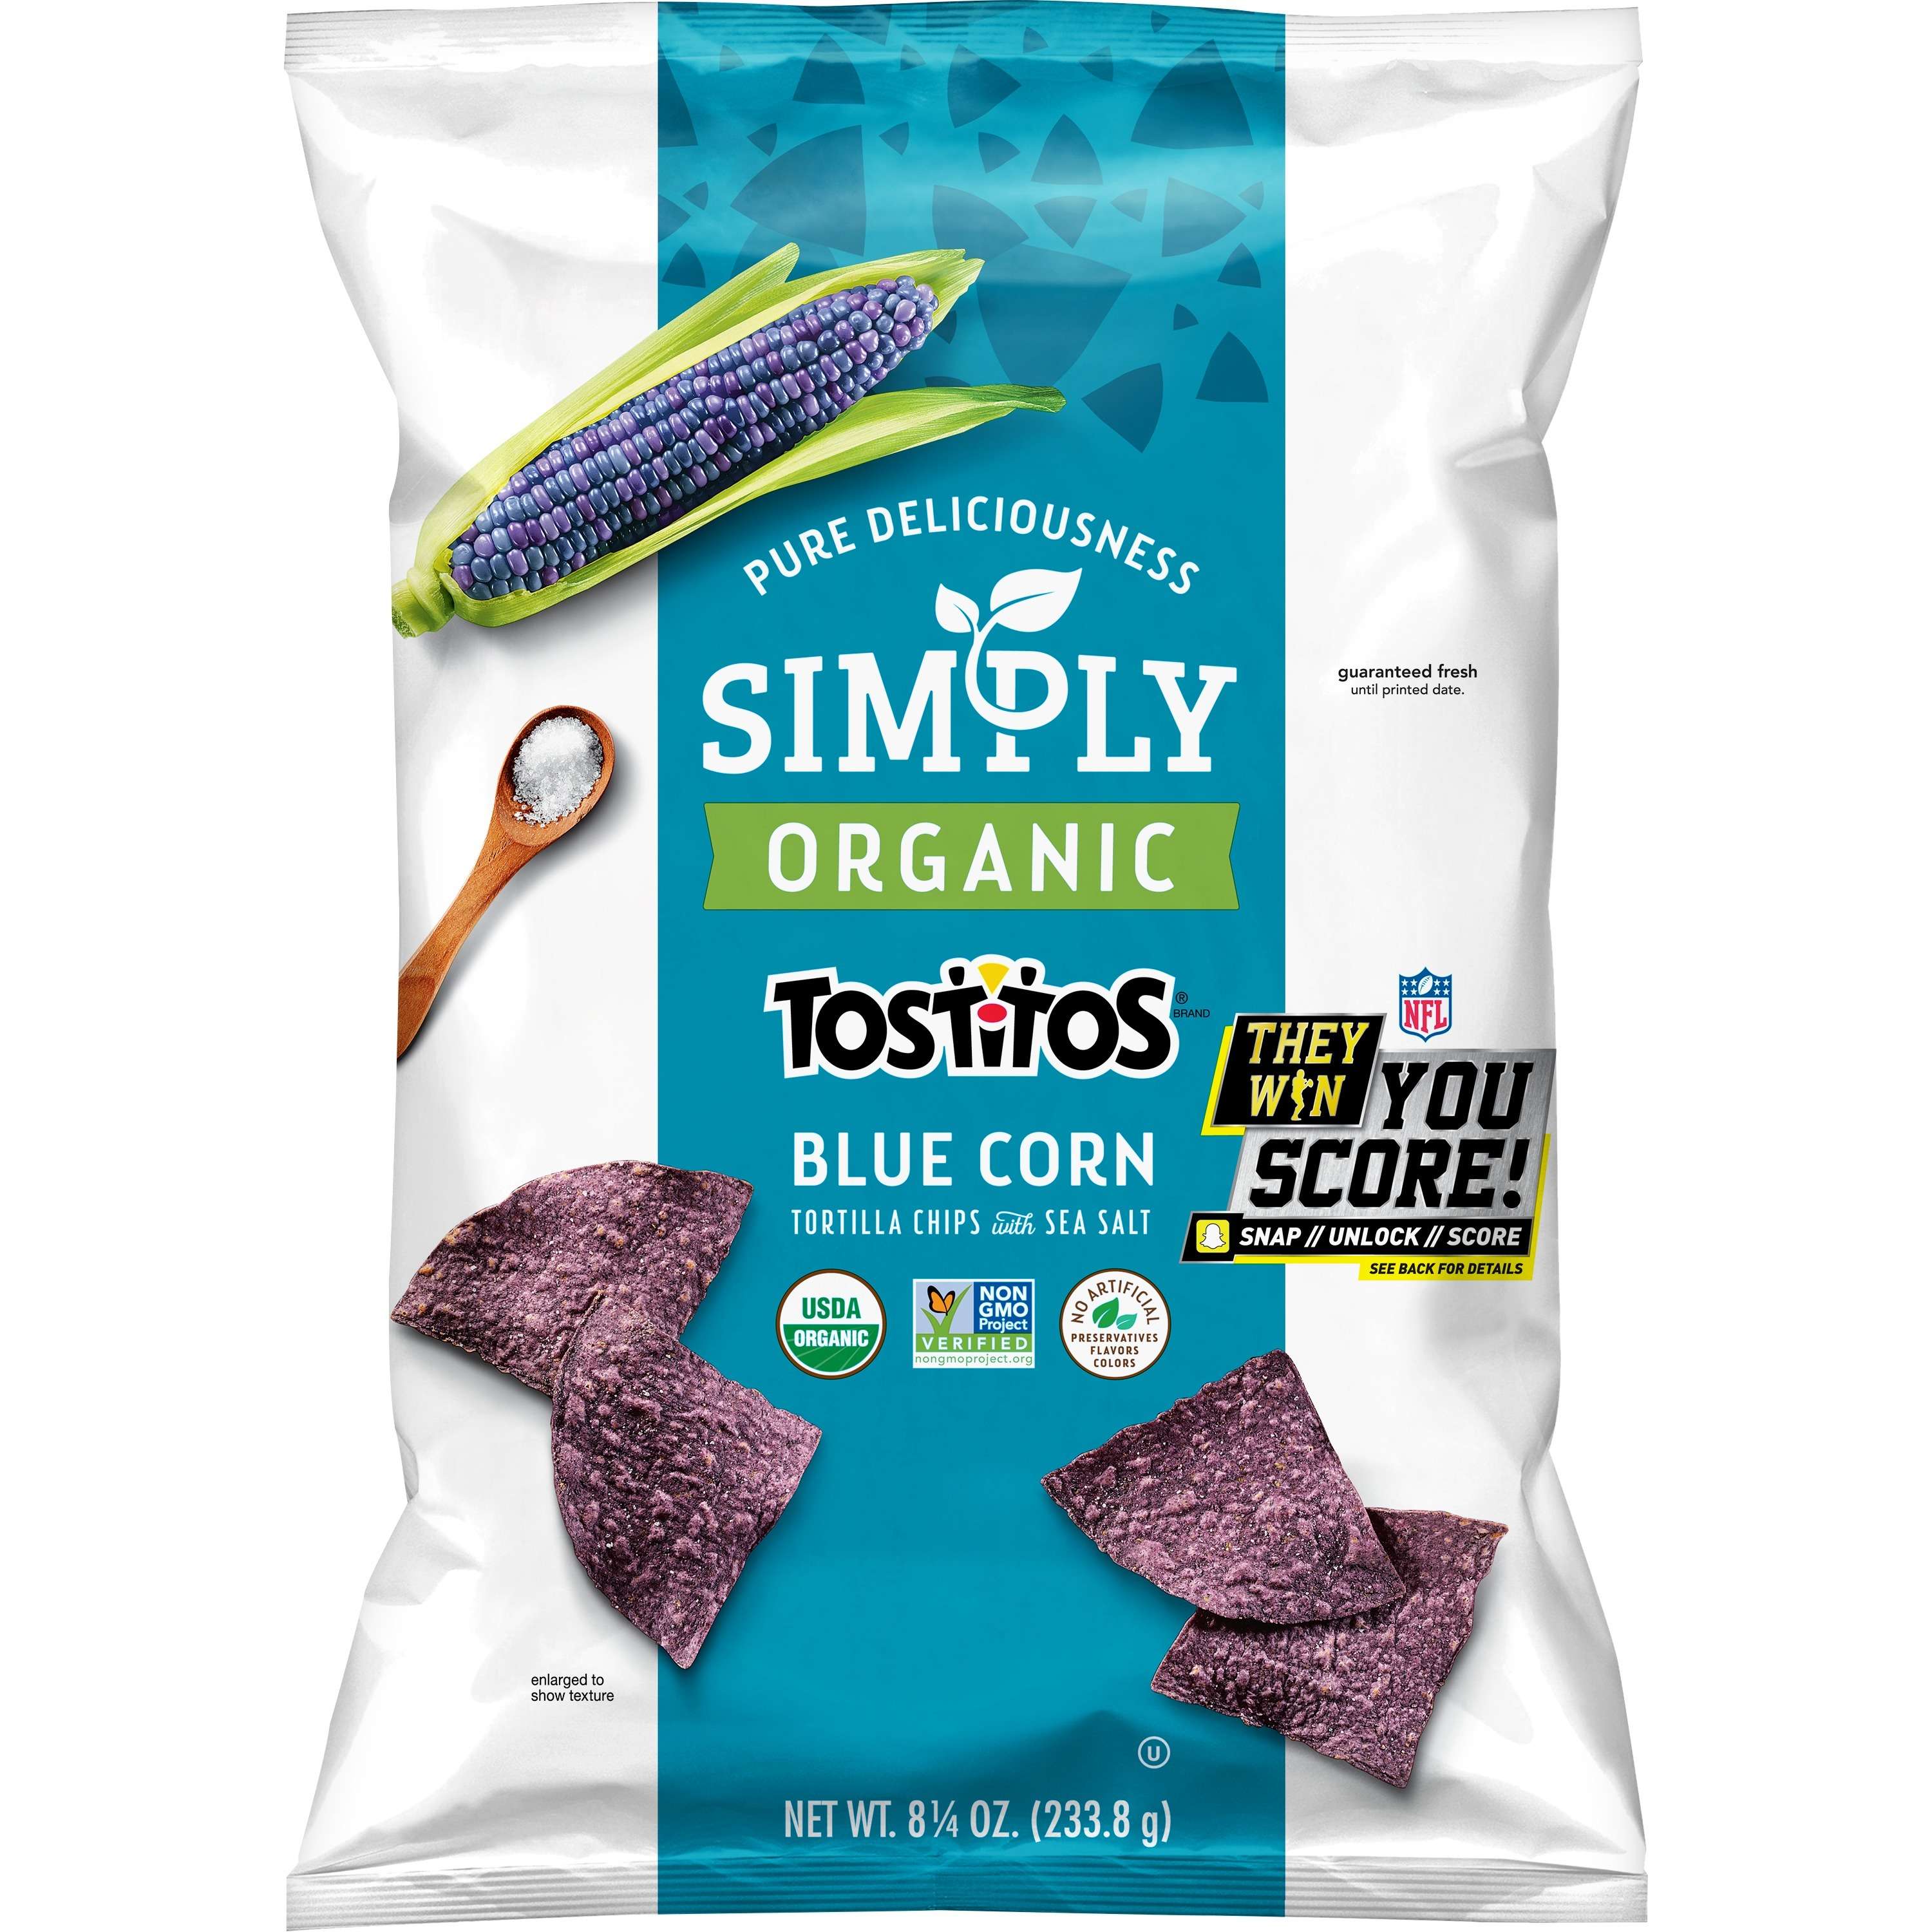 PURE DELICIOUSNESS
SIMPLY
ORGANIC
TOSTITOS®
BRAND
BLUE CORN
TORTILLA CHIPS with SEA SALT
USDA
ORGANIC
NON
GMO
Project
VERIFIED
nongmoproject.org
NO ARTIFICIAL
PRESERVATIVES
FLAVORS
COLORS
guaranteed fresh
until printed date.
NFL
THEY
WIN
YOU
SCORE!
SNAP // UNLOCK // SCORE
SEE BACK FOR DETAILS
enlarged to
show texture
U
NET WT. 8 ¼ OZ. (233.8 g)